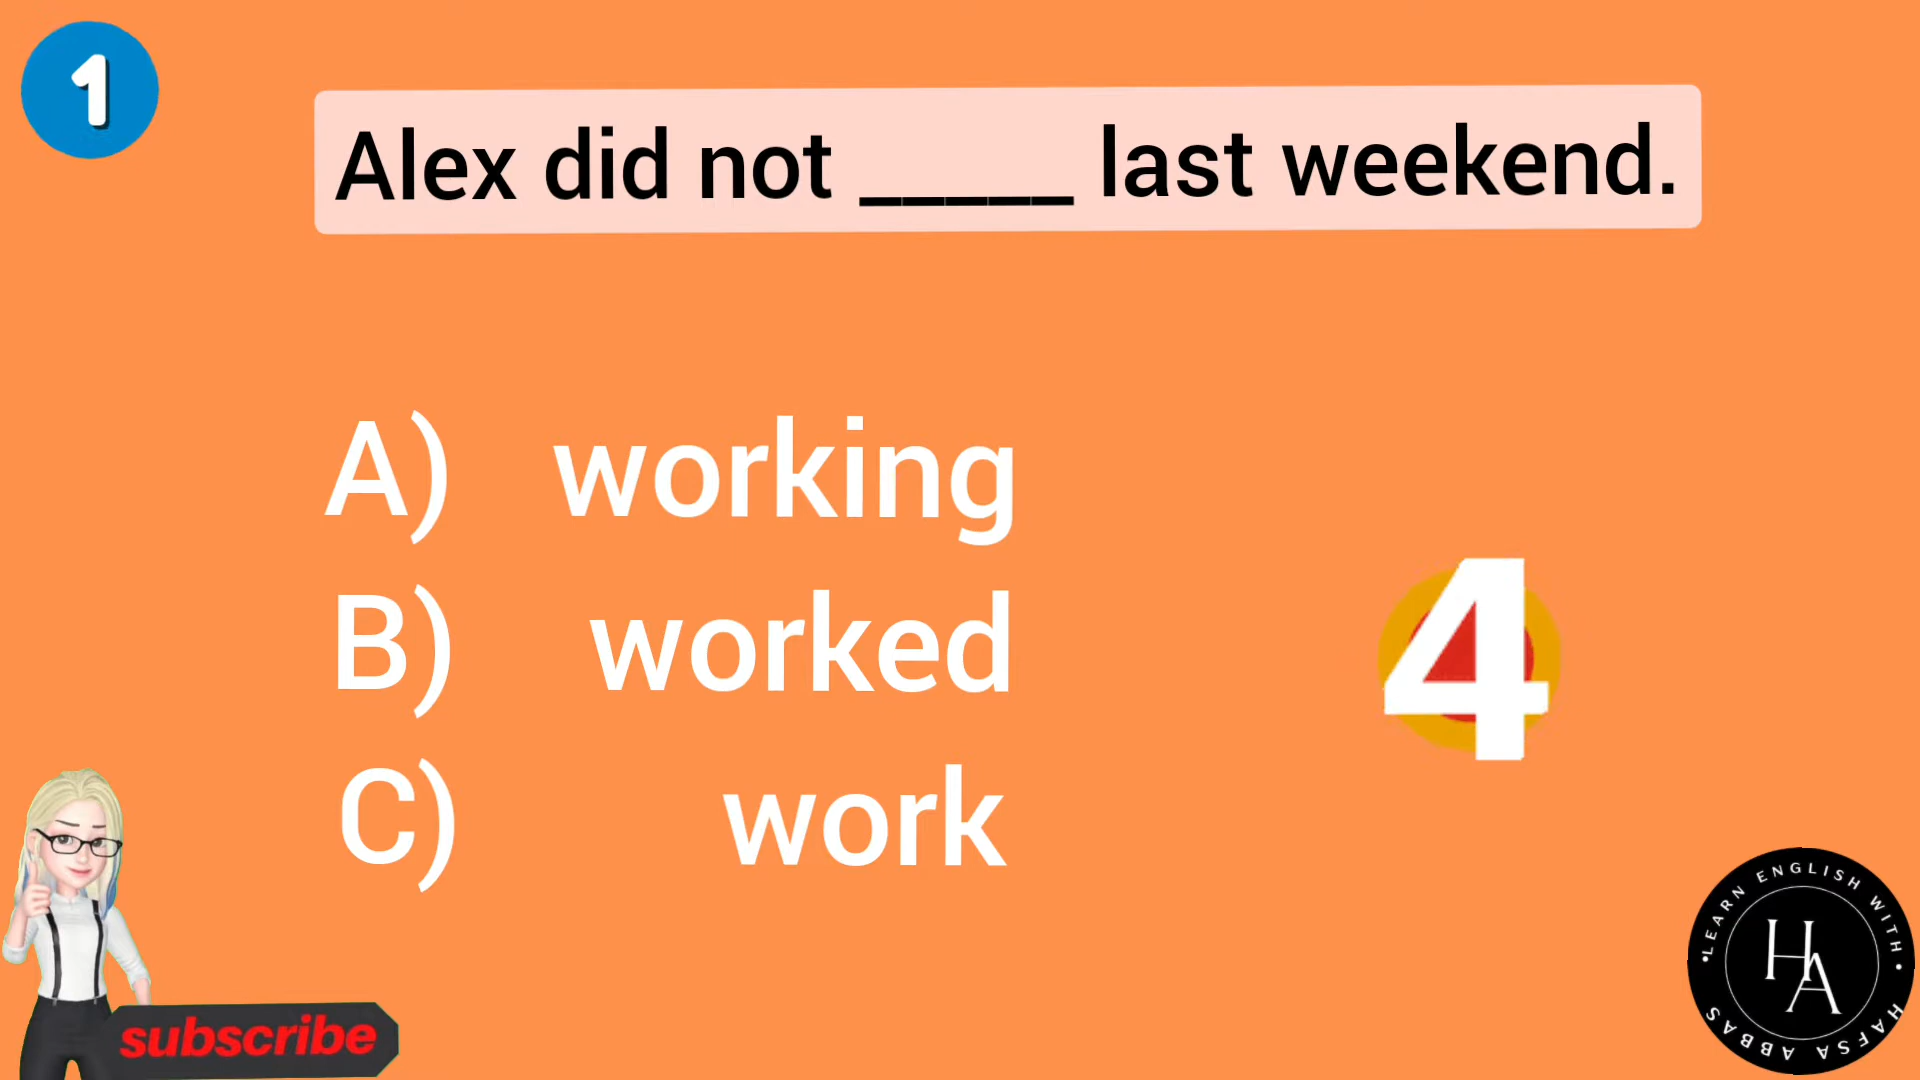 1
Alex did not _____ last weekend.
A) working
B) worked
C) work
4
subscribe
•LEARN ENGLISH WITH•
HA
HAFSA ABBAS